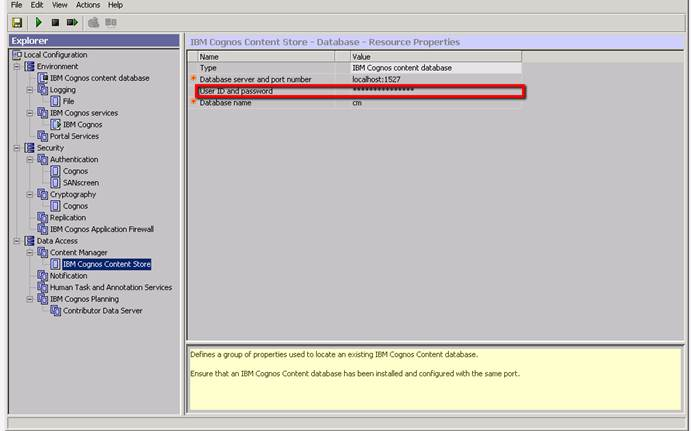 File Edit View Actions Help
Explorer
Local Configuration
Environment
IBM Cognos content database
Logging
File
IBM Cognos services
IBM Cognos
Portal Services
Security
Authentication
Cognos
SANscreen
Cryptography
Cognos
Replication
IBM Cognos Application Firewall
Data Access
Content Manager
IBM Cognos Content Store
Notification
Human Task and Annotation Services
IBM Cognos Planning
Contributor Data Server
IBM Cognos Content Store - Database - Resource Properties
Name Value
Type IBM Cognos content database
* Database server and port number localhost:1527
User ID and password ***************
* Database name cm
Defines a group of properties used to locate an existing IBM Cognos Content database.
Ensure that an IBM Cognos Content database has been installed and configured with the same port.